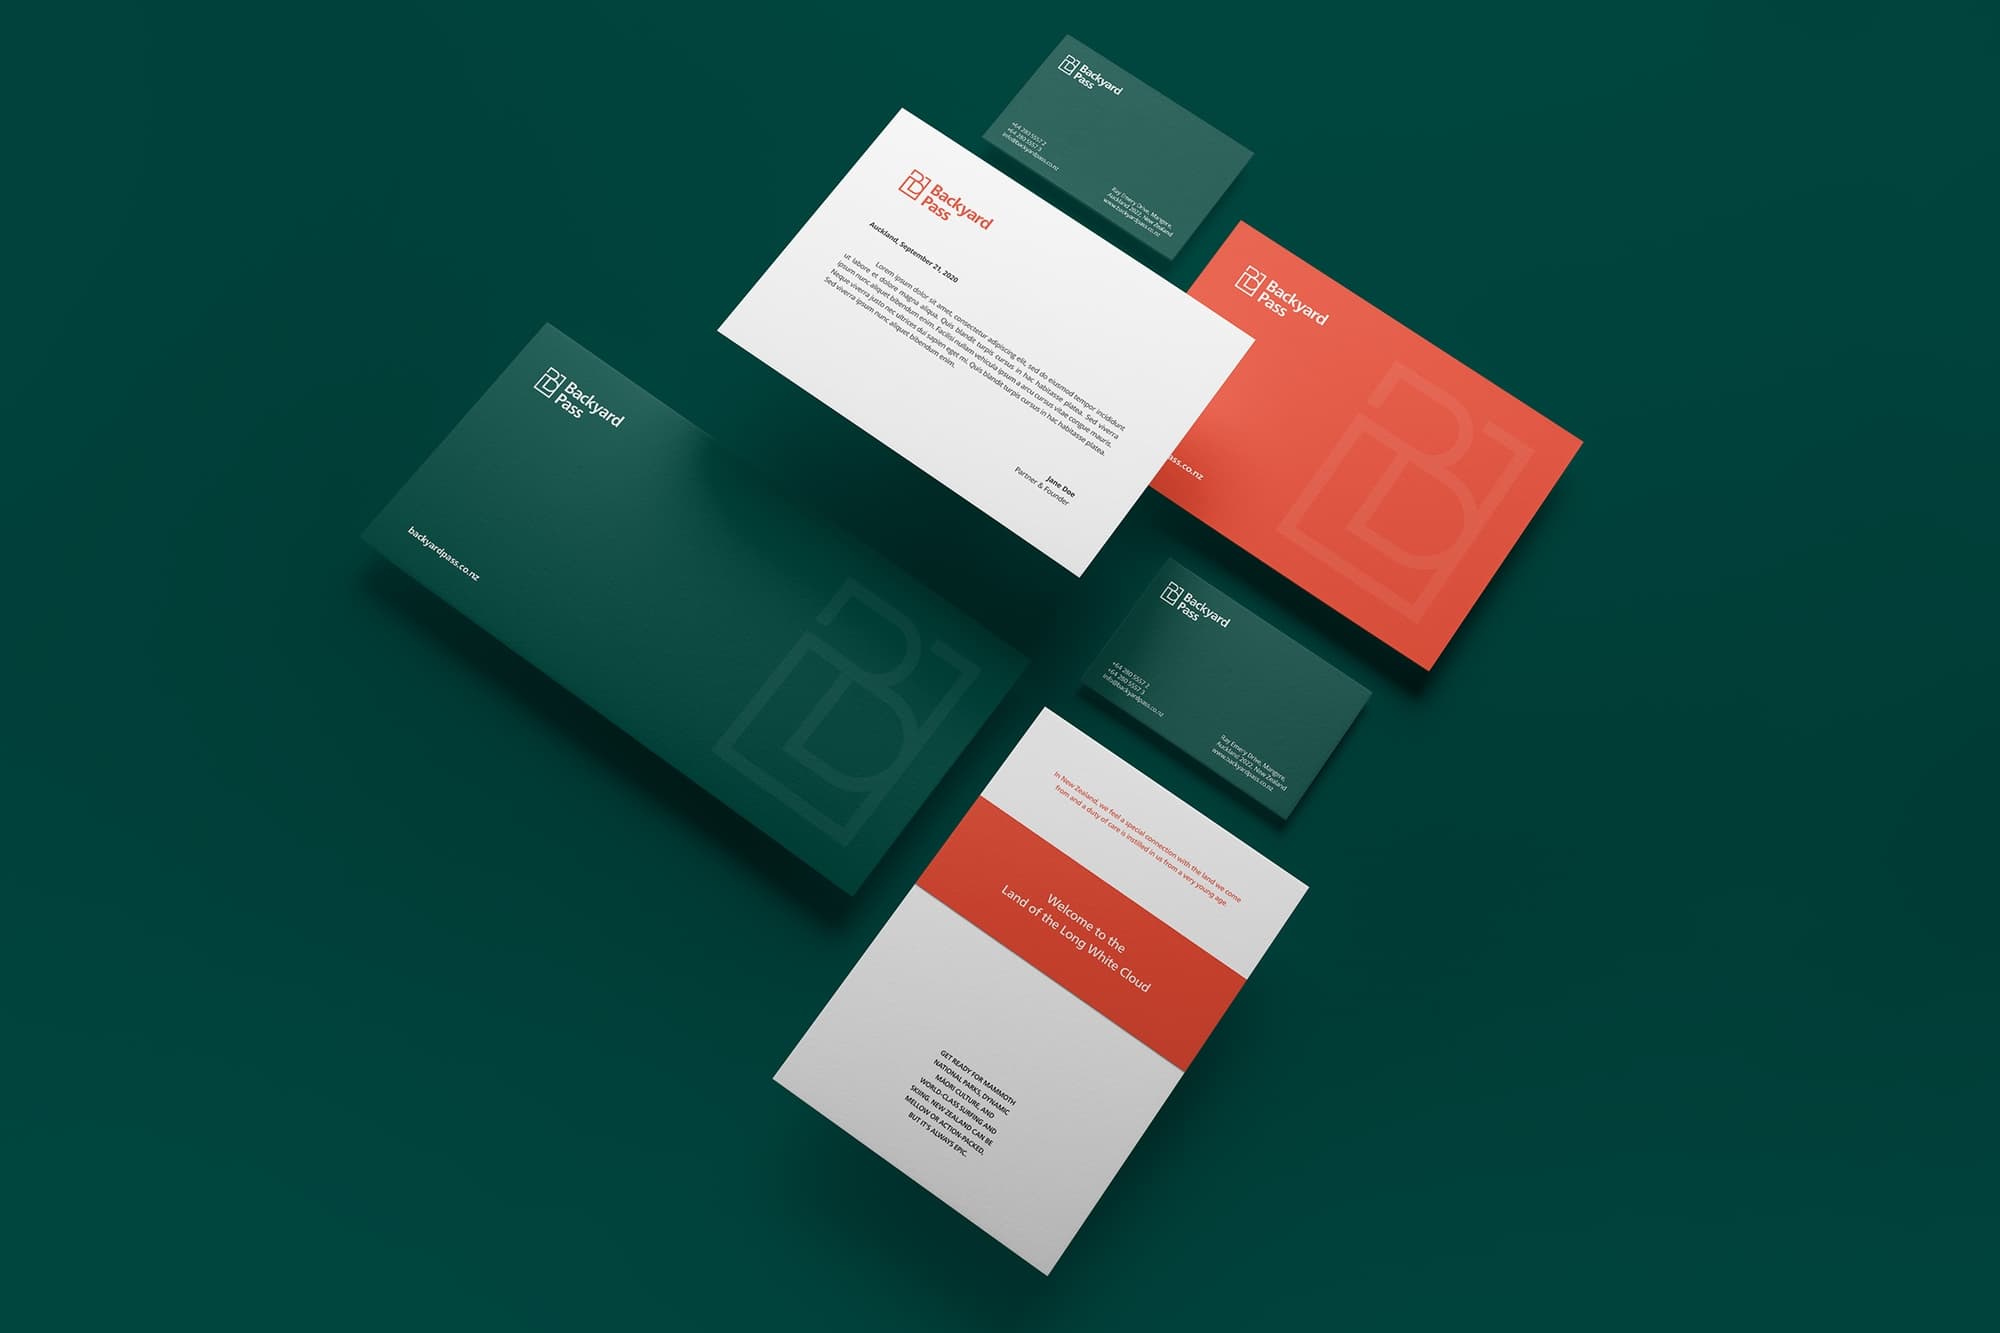 Backyard
Pass
+64 280 5557 2
+64 280 5557 3
info@backyardpass.co.nz
Ray Emery Drive, Mangere,
Auckland 2022, New Zealand
www.backyardpass.co.nz
Backyard
Pass
Auckland, September 21, 2020
Lorem ipsum dolor sit amet, consectetur adipiscing elit, sed do eiusmod tempor incididunt
ut labore et dolore magna aliqua. Quis blandit turpis cursus in hac habitasse platea. Sed viverra
ipsum nunc aliquet bibendum enim. Facilisi nullam vehicula ipsum a arcu cursus vitae congue mauris.
Neque viverra justo nec ultrices dui sapien eget mi. Quis blandit turpis cursus in hac habitasse platea.
Sed viverra ipsum nunc aliquet bibendum enim.
Jane Doe
Partner & Founder
Backyard
Pass
ass.co.nz
Backyard
Pass
backyardpass.co.nz
Backyard
Pass
+64 280 5557 2
+64 280 5557 3
info@backyardpass.co.nz
Ray Emery Drive, Mangere,
Auckland 2022, New Zealand
www.backyardpass.co.nz
In New Zealand, we feel a special connection with the land we come
from and a duty of care is instilled in us from a very young age.
Welcome to the
Land of the Long White Cloud
GET READY FOR MAMMOTH
NATIONAL PARKS, DYNAMIC
MĀORI CULTURE, AND
WORLD-CLASS SURFING AND
SKIING. NEW ZEALAND CAN BE
MELLOW OR ACTION-PACKED,
BUT IT'S ALWAYS EPIC.